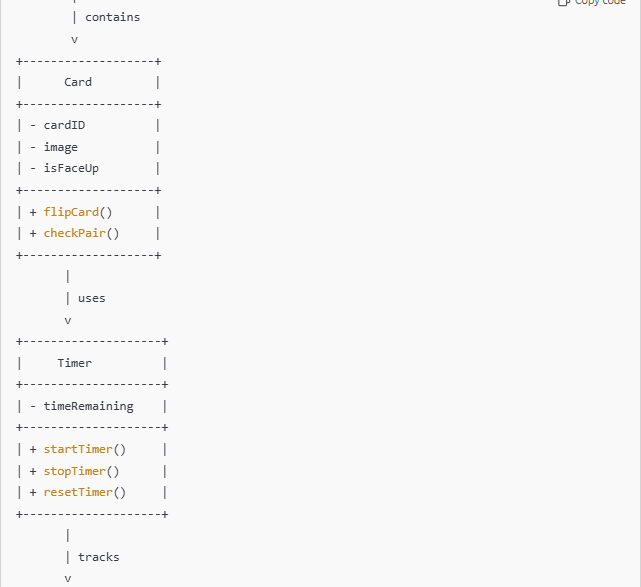 Copy code
| contains
v
+-------------------+
|      Card         |
+-------------------+
| - cardID          |
| - image           |
| - isFaceUp        |
+-------------------+
| + flipCard()      |
| + checkPair()     |
+-------------------+
|
| uses
v
+--------------------+
|     Timer          |
+--------------------+
| - timeRemaining    |
+--------------------+
| + startTimer()     |
| + stopTimer()      |
| + resetTimer()     |
+--------------------+
|
| tracks
v